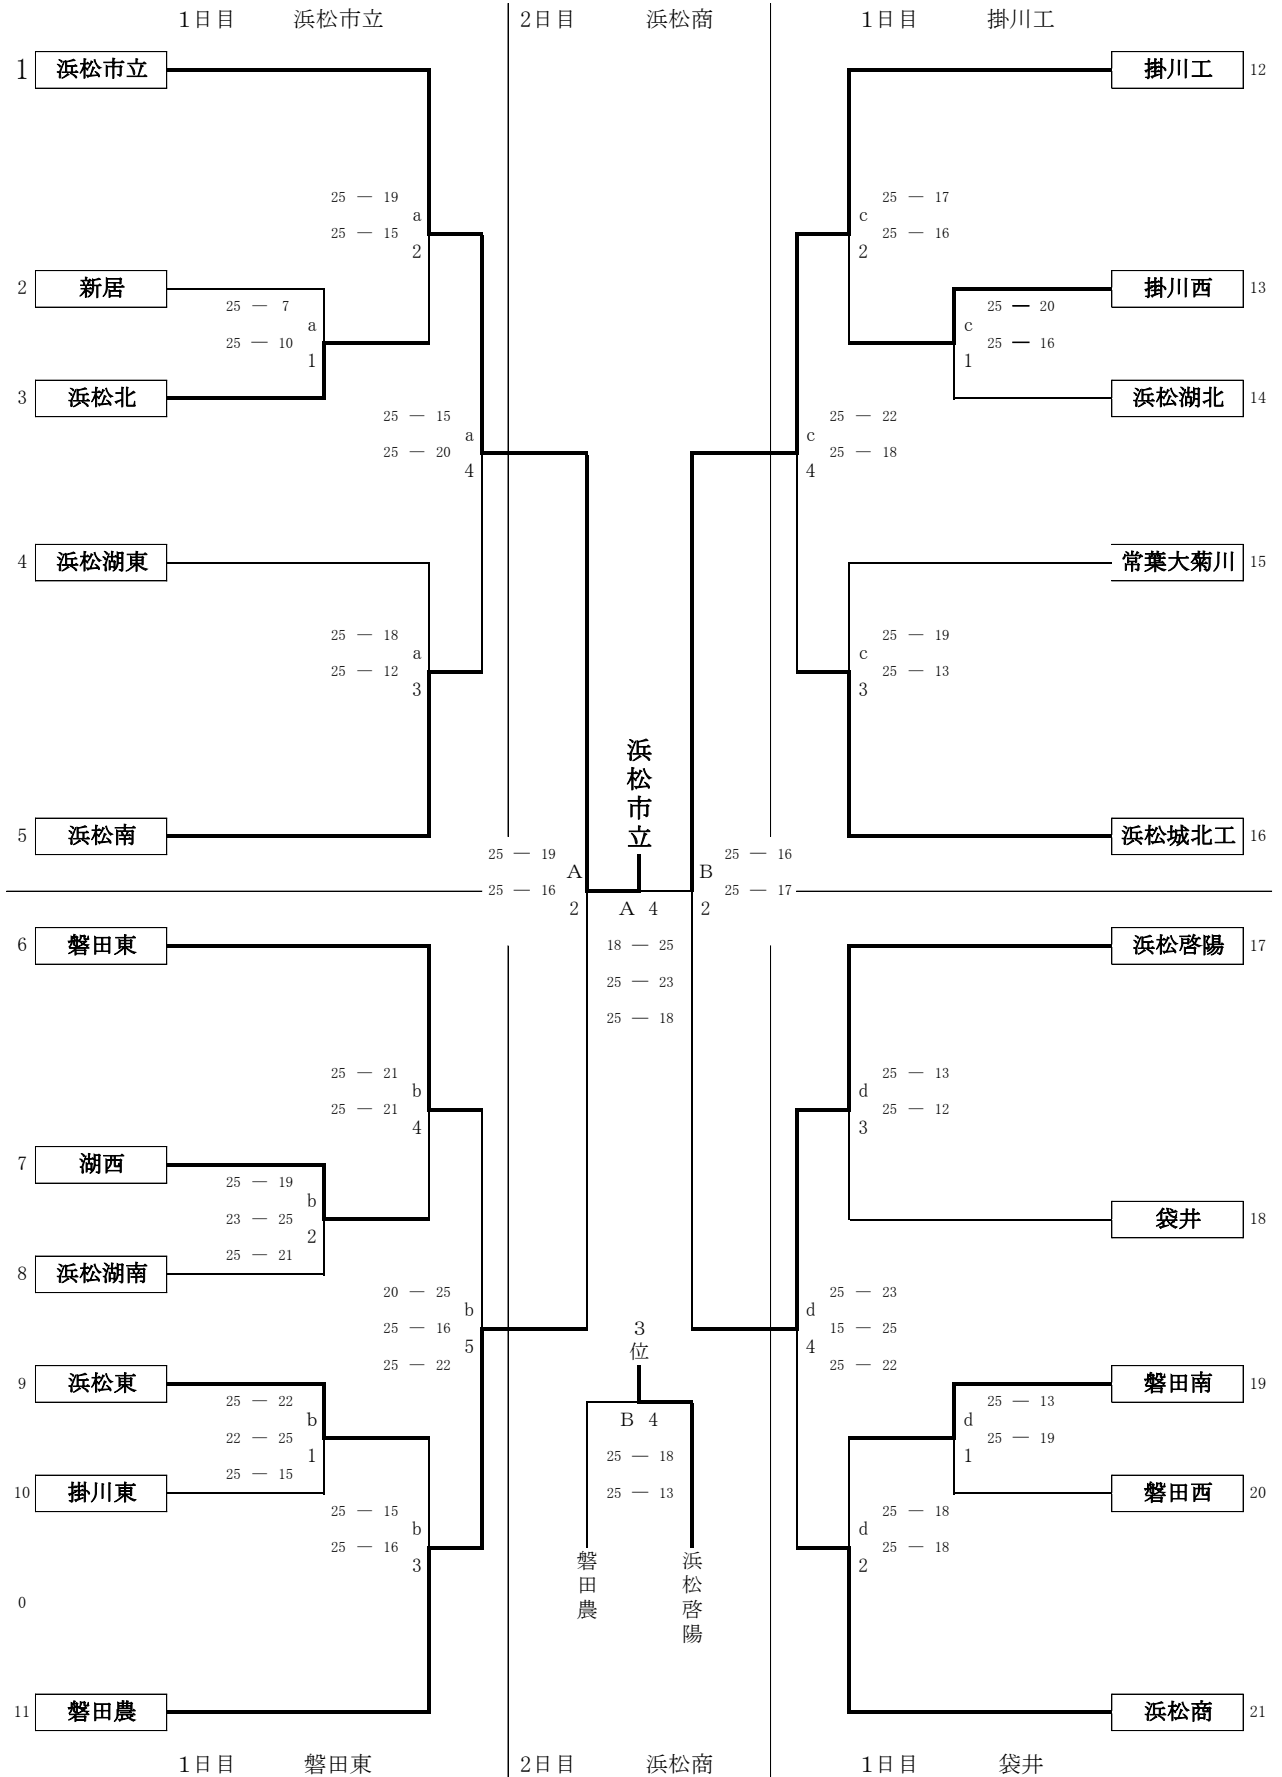 1日目 浜松市立 2日目 浜松商 1日目 掛川工
1 浜松市立 掛川工 12
25 — 19 25 — 17
a c
25 — 15 25 — 16
2 2
2 新居 掛川西 13
25 — 7 25 — 20
a c
25 — 10 25 — 16
1 1
3 浜松北 浜松湖北 14
25 — 15 25 — 22
a c
25 — 20 25 — 18
4 4
4 浜松湖東 常葉大菊川 15
25 — 18 25 — 19
a c
25 — 12 25 — 13
3 3
浜松市立
5 浜松南 浜松城北工 16
25 — 19 25 — 16
A B
25 — 16 25 — 17
2 A 4 2
6 磐田東 18 — 25 浜松啓陽 17
25 — 23
25 — 18
25 — 21 25 — 13
b d
25 — 21 25 — 12
4 3
7 湖西
25 — 19
b
23 — 25 袋井 18
2
25 — 21
8 浜松湖南
20 — 25 25 — 23
b d
25 — 16 3位 15 — 25
5 4
25 — 22 25 — 22
9 浜松東 磐田南 19
25 — 22 25 — 13
b B 4 d
22 — 25 25 — 19
1 25 — 18 1
25 — 15
10 掛川東 25 — 13 磐田西 20
25 — 15 25 — 18
b d
25 — 16 25 — 18
3 2
磐田農 浜松啓陽
0
11 磐田農 浜松商 21
1日目 磐田東 2日目 浜松商 1日目 袋井